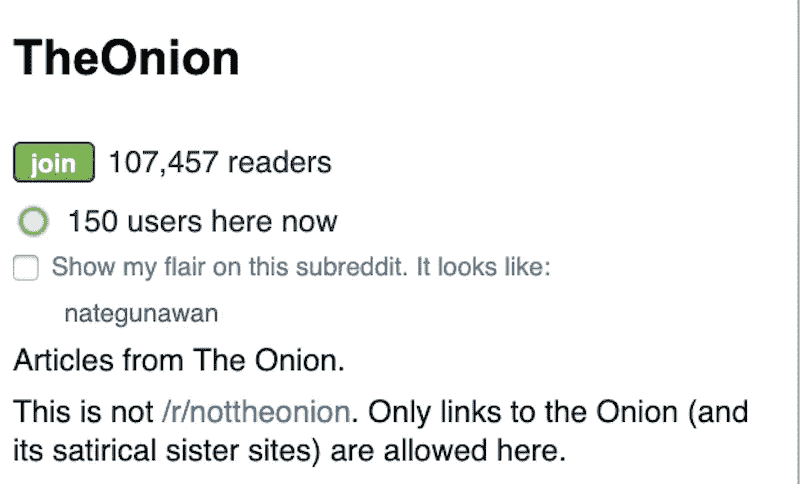 TheOnion
join 107,457 readers
150 users here now
Show my flair on this subreddit. It looks like:
nategunawan
Articles from The Onion.
This is not /r/nottheonion. Only links to the Onion (and
its satirical sister sites) are allowed here.